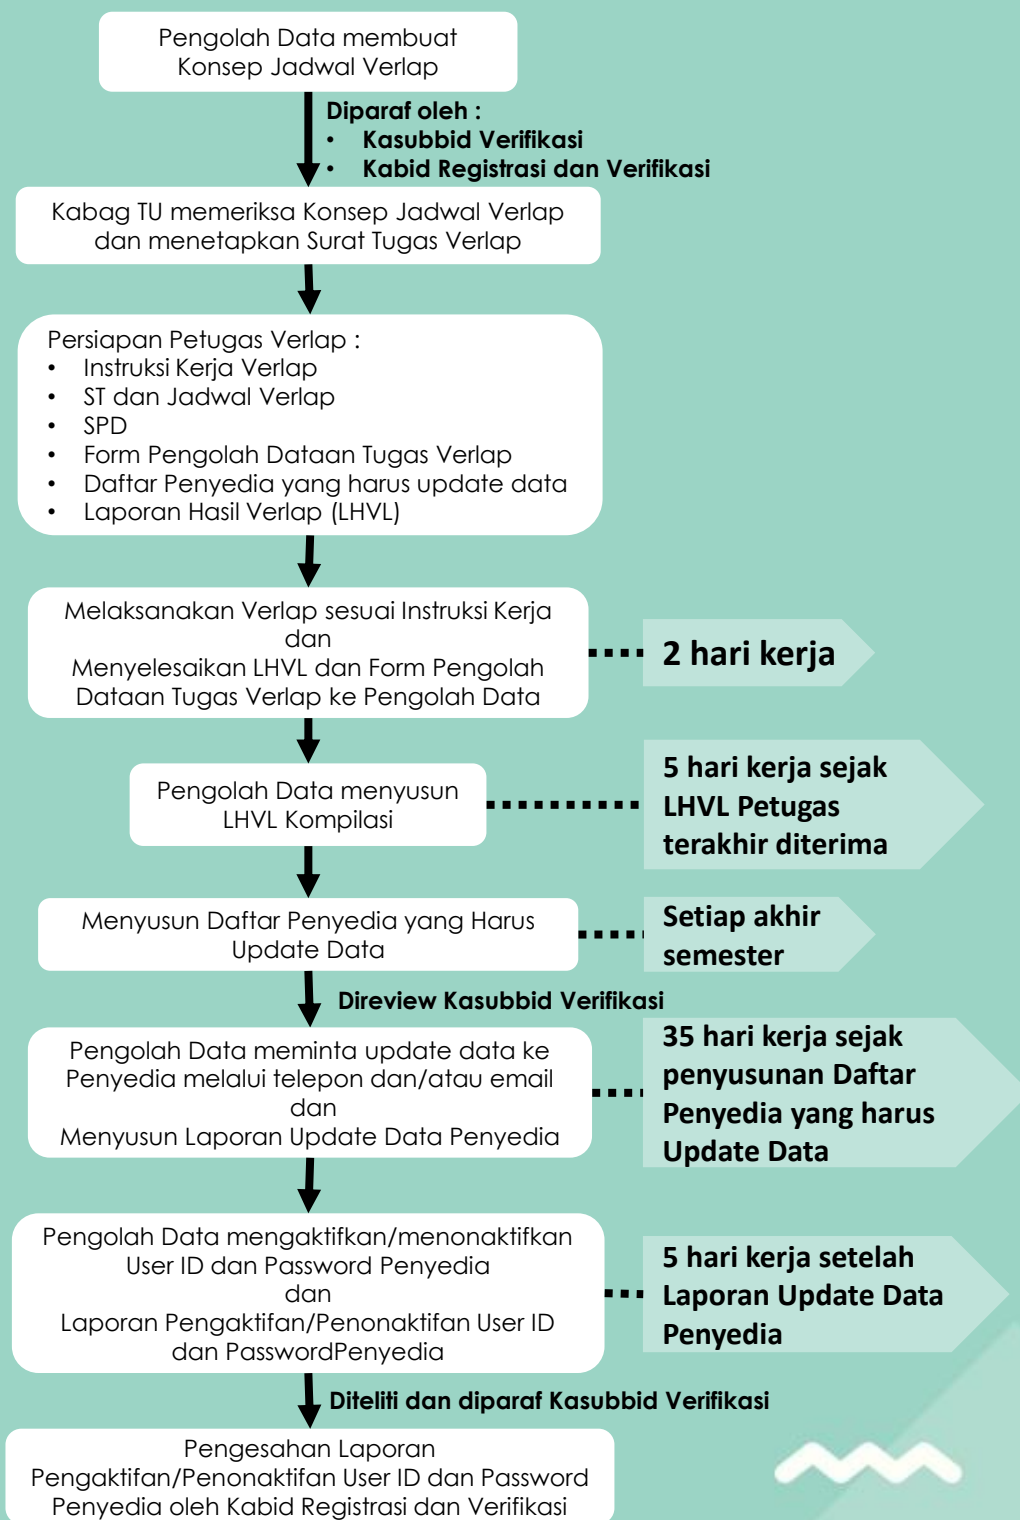 Pengolah Data membuat
Konsep Jadwal Verlap
Diparaf oleh :
• Kasubbid Verifikasi
• Kabid Registrasi dan Verifikasi
Kabag TU memeriksa Konsep Jadwal Verlap
dan menetapkan Surat Tugas Verlap
Persiapan Petugas Verlap :
• Instruksi Kerja Verlap
• ST dan Jadwal Verlap
• SPD
• Form Pengolah Dataan Tugas Verlap
• Daftar Penyedia yang harus update data
• Laporan Hasil Verlap (LHVL)
Melaksanakan Verlap sesuai Instruksi Kerja
dan
Menyelesaikan LHVL dan Form Pengolah
Dataan Tugas Verlap ke Pengolah Data
2 hari kerja
Pengolah Data menyusun
LHVL Kompilasi
5 hari kerja sejak
LHVL Petugas
terakhir diterima
Menyusun Daftar Penyedia yang Harus
Update Data
Setiap akhir
semester
Direview Kasubbid Verifikasi
Pengolah Data meminta update data ke
Penyedia melalui telepon dan/atau email
dan
Menyusun Laporan Update Data Penyedia
35 hari kerja sejak
penyusunan Daftar
Penyedia yang harus
Update Data
Pengolah Data mengaktifkan/menonaktifkan
User ID dan Password Penyedia
dan
Laporan Pengaktifan/Penonaktifan User ID
dan PasswordPenyedia
5 hari kerja setelah
Laporan Update Data
Penyedia
Diteliti dan diparaf Kasubbid Verifikasi
Pengesahan Laporan
Pengaktifan/Penonaktifan User ID dan Password
Penyedia oleh Kabid Registrasi dan Verifikasi